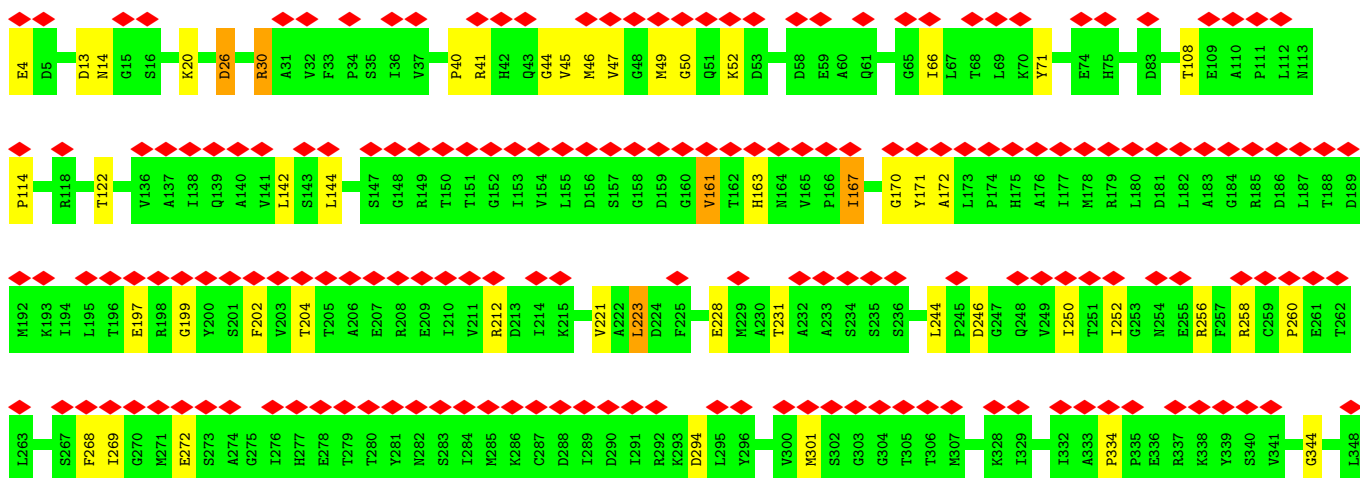 E4 D5 D13 N14 G15 S16 K20 D26 R30 A31 V32 F33 P34 S35 I36 V37 P40 R41 H42 Q43 G44 V45 M46 V47 G48 M49 G50 Q51 K52 D53 D58 E59 A60 Q61 G65 I66 L67 T68 L69 K70 Y71 E74 H75 D83 T108 E109 A110 P111 L112 N113
P114 R118 T122 V136 A137 I138 Q139 A140 V141 L142 S143 L144 S147 G148 R149 T150 T151 G152 I153 V154 L155 D156 S157 G158 D159 G160 V161 T162 H163 N164 V165 P166 I167 G170 Y171 A172 L173 P174 H175 A176 I177 M178 R179 L180 D181 L182 A183 G184 R185 D186 L187 T188 D189
M192 K193 I194 L195 T196 E197 R198 G199 Y200 S201 F202 V203 T204 T205 A206 E207 R208 E209 I210 V211 R212 D213 I214 K215 V221 A222 L223 D224 F225 E228 M229 A230 T231 A232 A233 S234 S235 S236 L244 P245 D246 G247 Q248 V249 I250 T251 I252 G253 N254 E255 R256 F257 R258 C259 P260 E261 T262
L263 S267 F268 I269 G270 M271 E272 S273 A274 G275 I276 H277 E278 T279 T280 Y281 N282 S283 I284 M285 K286 C287 D288 I289 D290 I291 R292 K293 D294 L295 Y296 V300 M301 S302 G303 G304 T305 T306 M307 K328 I329 I332 A333 P334 P335 E336 R337 K338 Y339 S340 V341 G344 L348